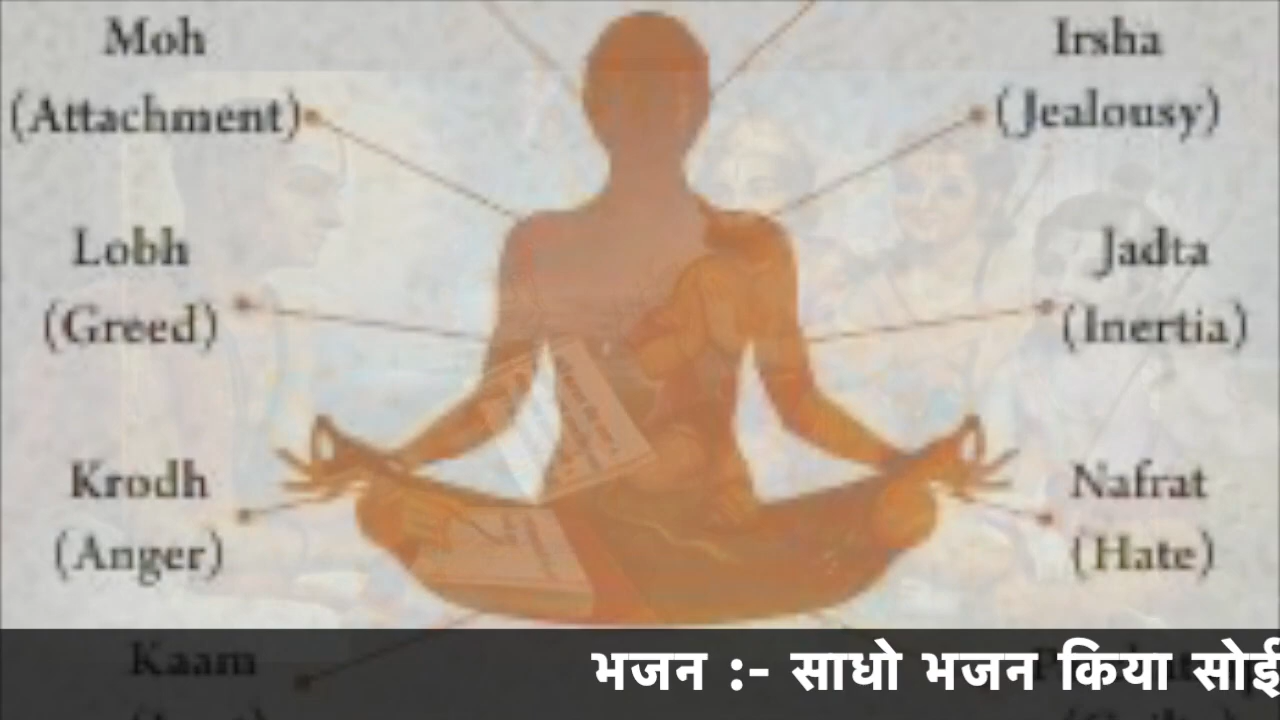 Moh
(Attachment)
Lobh
(Greed)
Krodh
(Anger)
Kaam
Irsha
(Jealousy)
Jadta
(Inertia)
Nafrat
(Hate)
भजन :- साधो भजन किया सोई